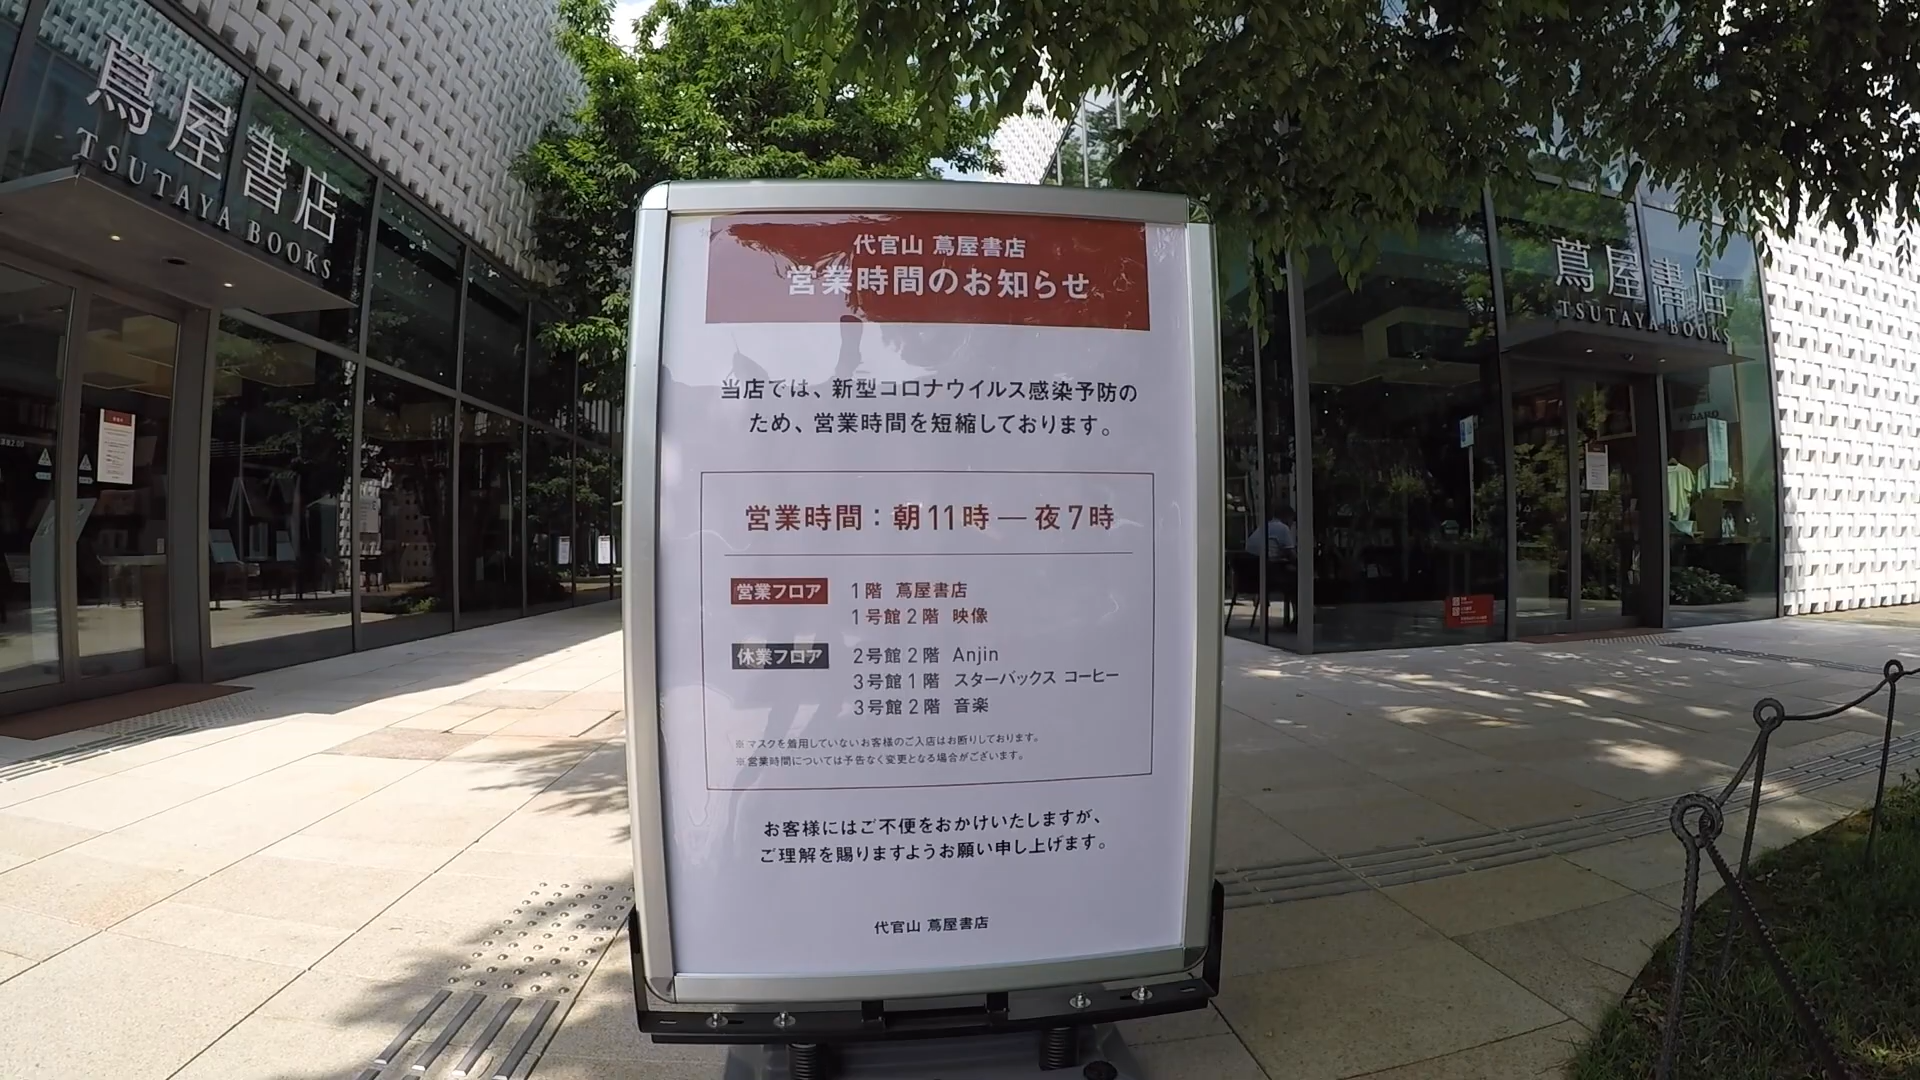 蔦屋書店
TSUTAYA BOOKS
代官山 蔦屋書店
営業時間のお知らせ
当店では、新型コロナウイルス感染予防の
ため、営業時間を短縮しております。
営業時間：朝11時―夜7時
営業フロア 1階 蔦屋書店
1号館2階 映像
休業フロア 2号館2階 Anjin
3号館1階 スターバックス コーヒー
3号館2階 音楽
※マスクを着用していないお客様のご入店はお断りしております。
※営業時間については予告なく変更となる場合がございます。
お客様にはご不便をおかけいたしますが、
ご理解を賜りますようお願い申し上げます。
代官山 蔦屋書店
蔦屋書店
TSUTAYA BOOKS